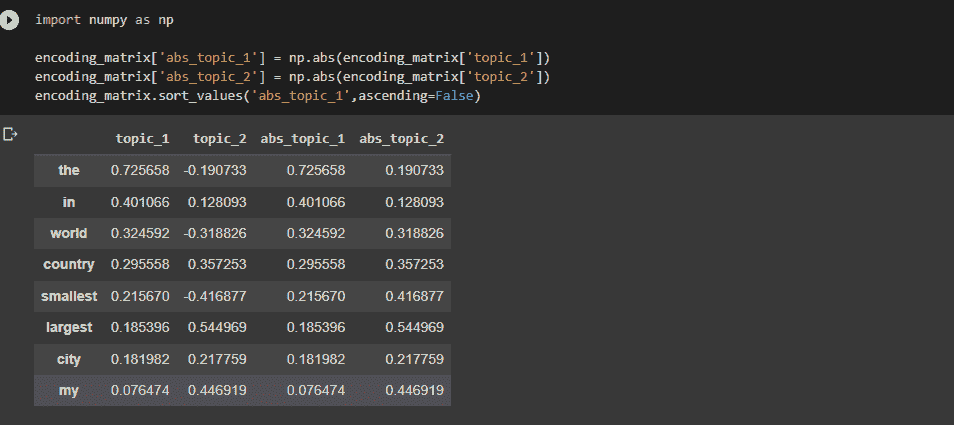 import numpy as np
encoding_matrix['abs_topic_1'] = np.abs(encoding_matrix['topic_1'])
encoding_matrix['abs_topic_2'] = np.abs(encoding_matrix['topic_2'])
encoding_matrix.sort_values('abs_topic_1',ascending=False)
topic_1 topic_2 abs_topic_1 abs_topic_2
the 0.725658 -0.190733 0.725658 0.190733
in 0.401066 0.128093 0.401066 0.128093
world 0.324592 -0.318826 0.324592 0.318826
country 0.295558 0.357253 0.295558 0.357253
smallest 0.215670 -0.416877 0.215670 0.416877
largest 0.185396 0.544969 0.185396 0.544969
city 0.181982 0.217759 0.181982 0.217759
my 0.076474 0.446919 0.076474 0.446919